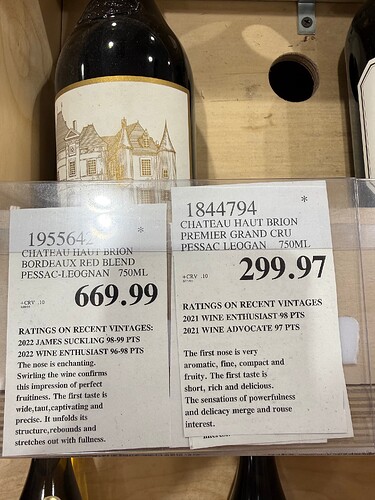 1955642 *
CHATEAU HAUT BRION
BORDEAUX RED BLEND
PESSAC-LEOGNAN 750ML
+CRV .10
669.99
RATINGS ON RECENT VINTAGES:
2022 JAMES SUCKLING 98-99 PTS
2022 WINE ENTHUSIAST 96-98 PTS
The nose is enchanting.
Swirling the wine confirms
this impression of perfect
fruitiness. The first taste is
wide,taut,captivating and
precise. It unfolds its
structure,rebounds and
stretches out with fullness.
1844794 *
CHATEAU HAUT BRION
PREMIER GRAND CRU
PESSAC LEOGAN 750ML
+CRV .10
299.97
RATINGS ON RECENT VINTAGES
2021 WINE ENTHUSIAST 98 PTS
2021 WINE ADVOCATE 97 PTS
The first nose is very
aromatic, fine, compact and
fruity. The first taste is
short, rich and delicious.
The sensations of powerfulness
and delicacy merge and rouse
interest.